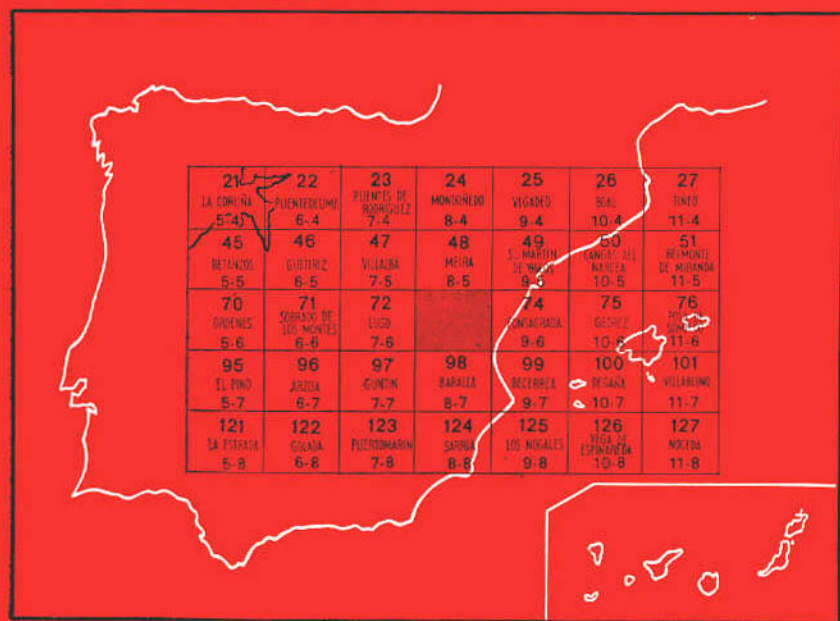 21 22 23 24 25 26 27
LA CORUÑA PUENTEDEUME PUENTES DE RODRIGUEZ MONDOÑEDO VEGADEO BOAL TINEO
5-4 6-4 7-4 8-4 9-4 10-4 11-4
45 46 47 48 49 50 51
BETANZOS GUITIRIZ VILLALBA MEIRA S. MARTIN DE CANGAS DEL NARCEA BELMONTE DE MIRANDA
5-5 6-5 7-5 8-5 9-5 10-5 11-5
70 71 72 74 75 76
ORDENES SOBRADO DE LOS MONTES LUGO FONSAGRADA GEDREZ
5-6 6-6 7-6 9-6 10-6 11-6
95 96 97 98 99 100 101
EL PINO ARZUA GUNTIN BARALLA BECERREA DEGAÑA VILLABLINO
5-7 6-7 7-7 8-7 9-7 10-7 11-7
121 122 123 124 125 126 127
LA ESTRADA GOLADA PUERTOMARIN SARRIA LOS NOGALES VEGA DE ESPINAREDA NOCEDA
5-8 6-8 7-8 8-8 9-8 10-8 11-8